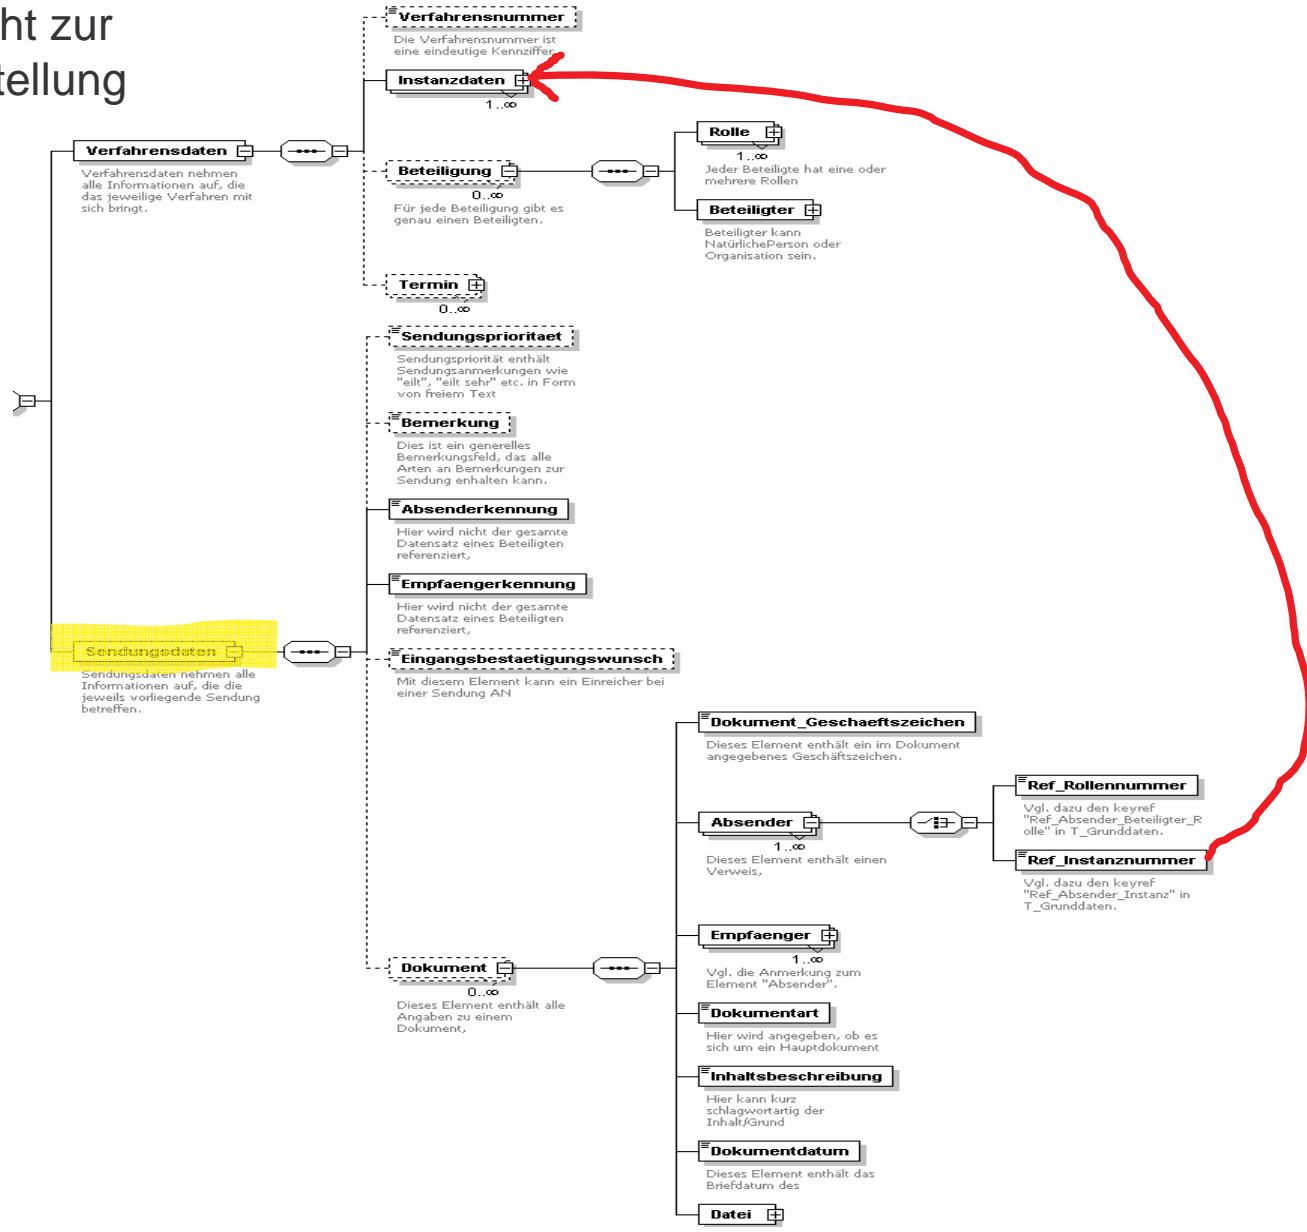 ht zur
tellung
Verfahrensnummer
Die Verfahrensnummer ist
eine eindeutige Kennziffer
Instanzdaten
1..∞
Verfahrensdaten
Verfahrensdaten nehmen
alle Informationen auf, die
das jeweilige Verfahren mit
sich bringt.
Beteiligung
0..∞
Für jede Beteiligung gibt es
genau einen Beteiligten.
Rolle
1..∞
Jeder Beteiligte hat eine oder
mehrere Rollen
Beteiligter
Beteiligter kann
NatürlichePerson oder
Organisation sein.
Termin
0..∞
Sendungsprioritaet
Sendungspriorität enthält
Sendungsanmerkungen wie
"eilt", "eilt sehr" etc. in Form
von freiem Text
Bemerkung
Dies ist ein generelles
Bemerkungsfeld, das alle
Arten an Bemerkungen zur
Sendung enhalten kann.
Absenderkennung
Hier wird nicht der gesamte
Datensatz eines Beteiligten
referenziert,
Empfaengerkennung
Hier wird nicht der gesamte
Datensatz eines Beteiligten
referenziert,
Sendungsdaten
Sendungsdaten nehmen alle
Informationen auf, die die
jeweils vorliegende Sendung
betreffen.
Eingangsbestaetigungswunsch
Mit diesem Element kann ein Einreicher bei
einer Sendung AN
Dokument
0..∞
Dieses Element enthält alle
Angaben zu einem
Dokument,
Dokument_Geschaeftszeichen
Dieses Element enthält ein im Dokument
angegebenes Geschäftszeichen.
Absender
1..∞
Dieses Element enthält einen
Verweis,
Ref_Rollennummer
Vgl. dazu den keyref
"Ref_Absender_Beteiligter_R
olle" in T_Grunddaten.
Ref_Instanznummer
Vgl. dazu den keyref
"Ref_Absender_Instanz" in
T_Grunddaten.
Empfaenger
1..∞
Vgl. die Anmerkung zum
Element "Absender".
Dokumentart
Hier wird angegeben, ob es
sich um ein Hauptdokument
Inhaltsbeschreibung
Hier kann kurz
schlagwortartig der
Inhalt/Grund
Dokumentdatum
Dieses Element enthält das
Briefdatum des
Datei